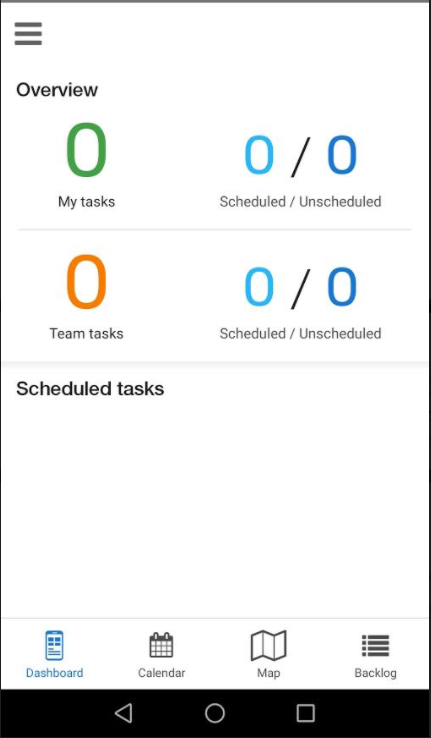 Overview
0
0 / 0
My tasks
Scheduled / Unscheduled
0
0 / 0
Team tasks
Scheduled / Unscheduled
Scheduled tasks
Dashboard
Calendar
Map
Backlog